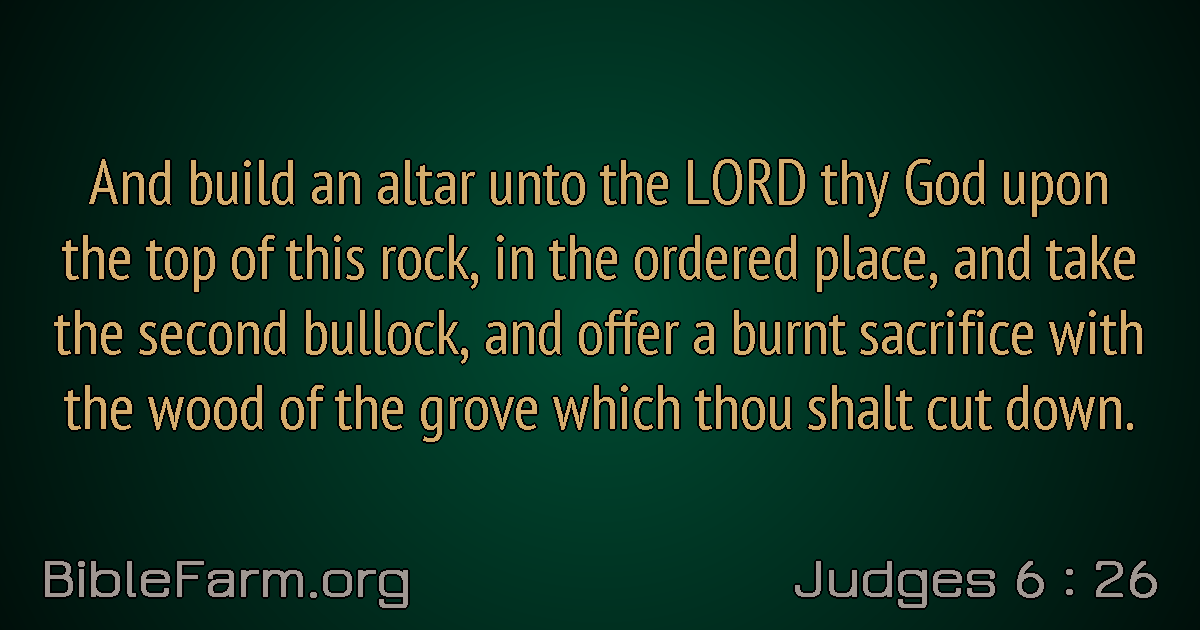 And build an altar unto the LORD thy God upon
the top of this rock, in the ordered place, and take
the second bullock, and offer a burnt sacrifice with
the wood of the grove which thou shalt cut down.
BibleFarm.org
Judges 6 : 26